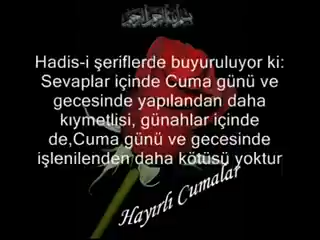 Hadis-i şeriflerde buyuruluyor ki:
Sevaplar içinde Cuma günü ve
gecesinde yapılandan daha
kıymetlisi, günahlar içinde
de,Cuma günü ve gecesinde
işlenilenden daha kötüsü yoktur
Hayırlı Cumalar